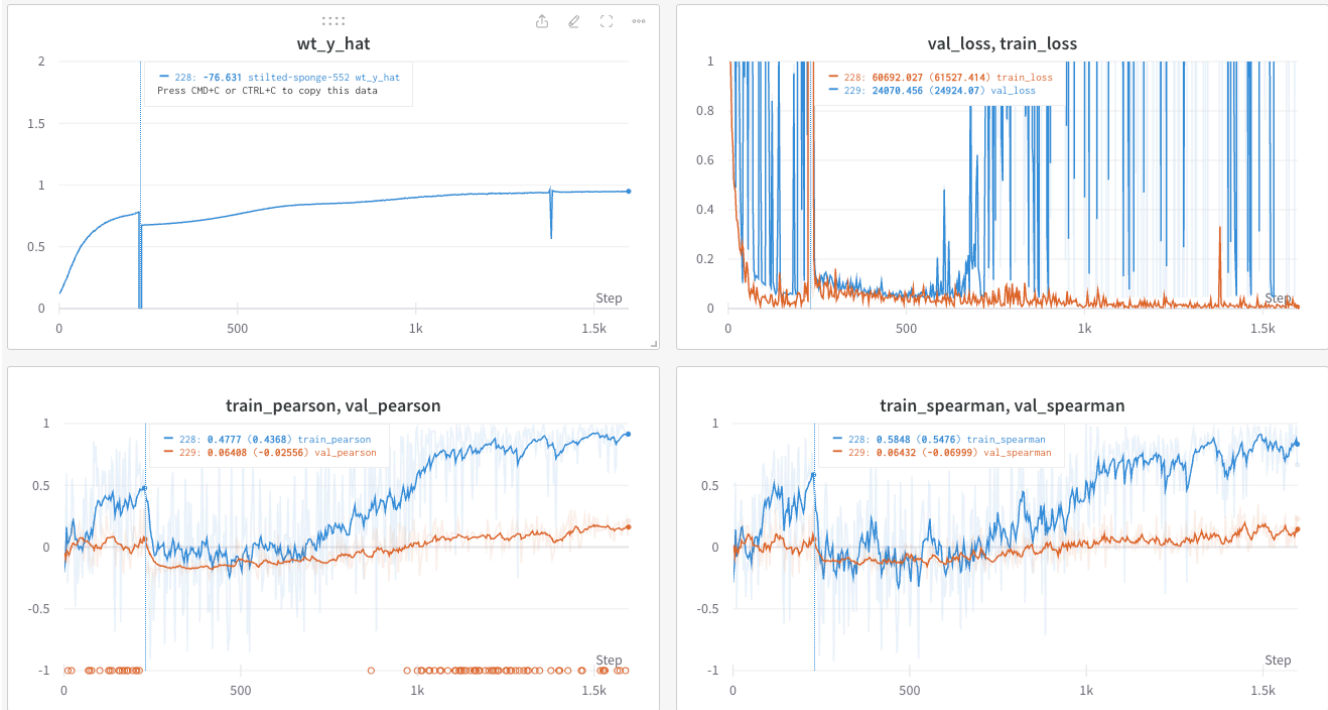 wt_y_hat
2
228: -76.631 stilted-sponge-552 wt_y_hat
Press CMD+C or CTRL+C to copy this data
1.5
1
0.5
Step
0
0
500
1k
1.5k
val_loss, train_loss
1
228: 60692.027 (61527.414) train_loss
229: 24070.456 (24924.07) val_loss
0.8
0.6
0.4
0.2
Step
0
0
500
1k
1.5k
train_pearson, val_pearson
1
228: 0.4777 (0.4368) train_pearson
229: 0.06408 (-0.02556) val_pearson
0.5
0
-0.5
Step
-1
0
500
1k
1.5k
train_spearman, val_spearman
1
228: 0.5848 (0.5476) train_spearman
229: 0.06432 (-0.06999) val_spearman
0.5
0
-0.5
Step
-1
0
500
1k
1.5k